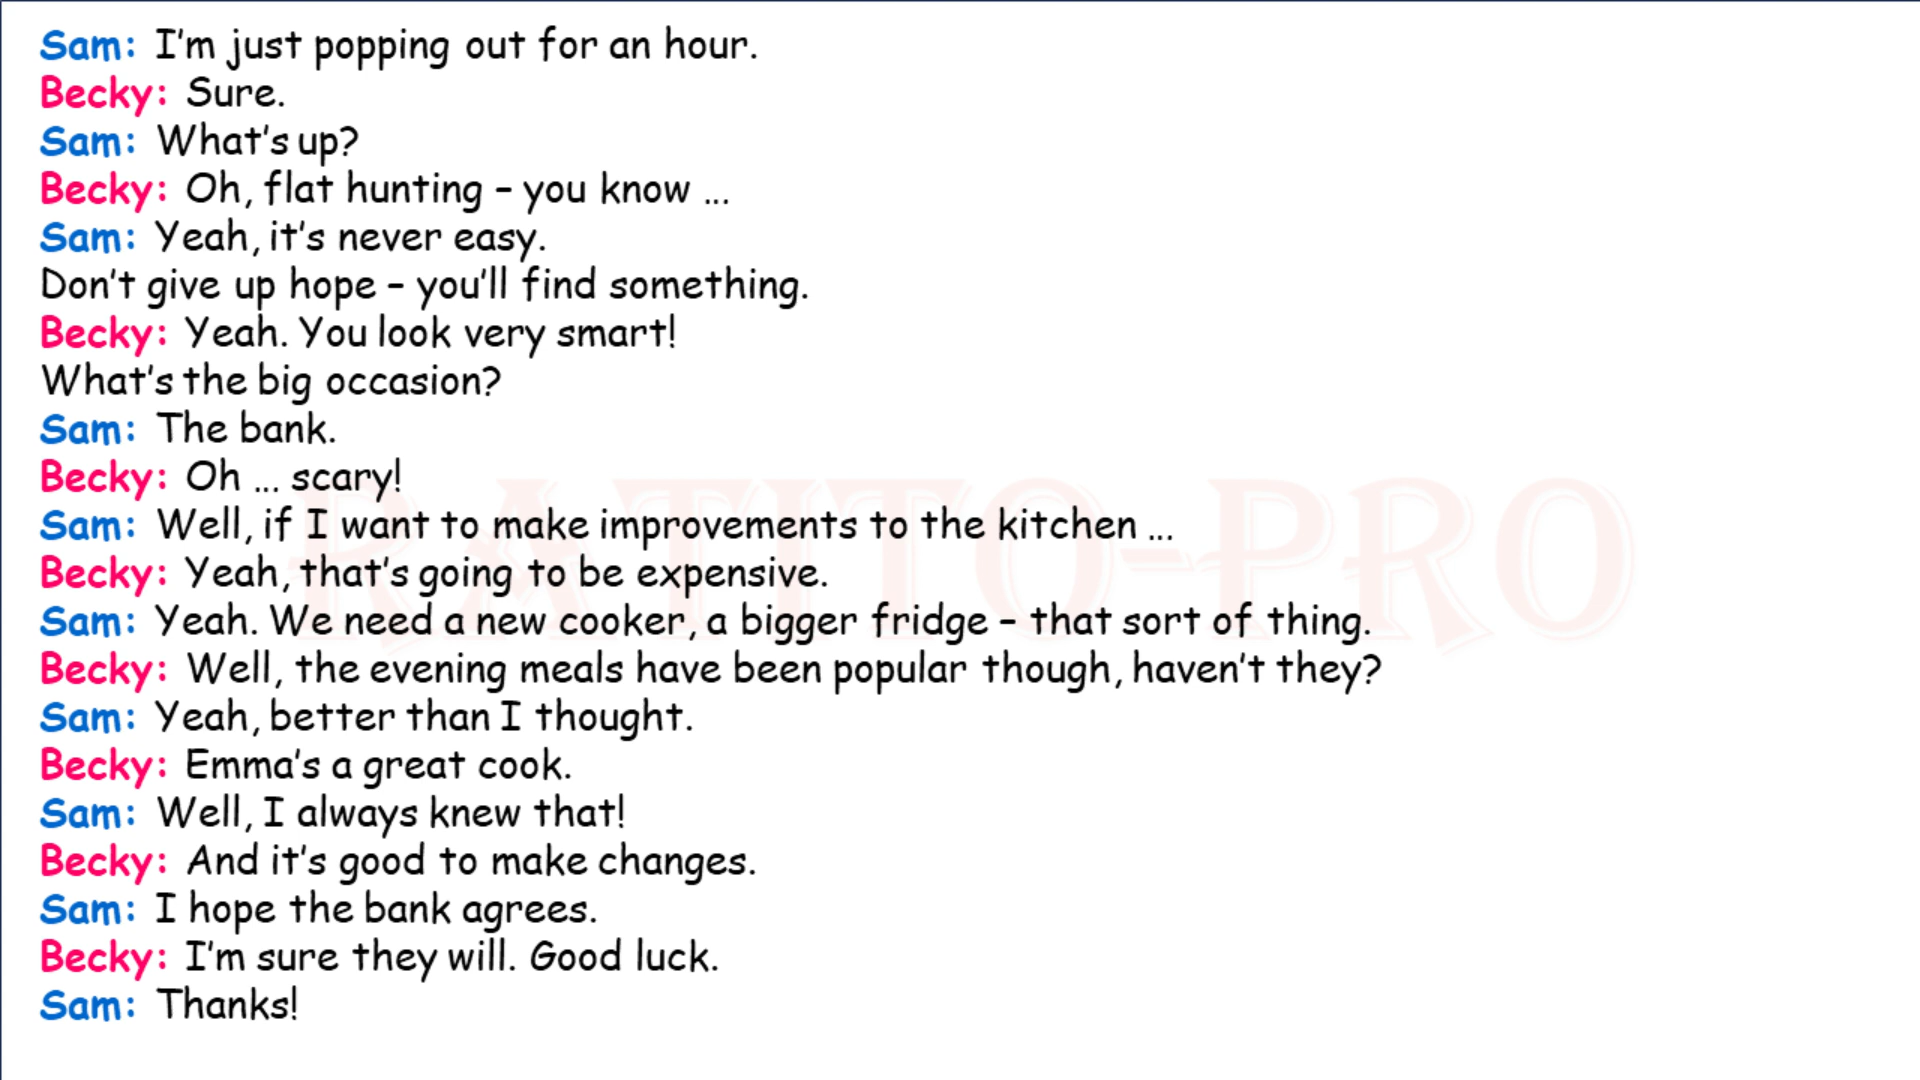 Sam: I'm just popping out for an hour.
Becky: Sure.
Sam: What's up?
Becky: Oh, flat hunting – you know ...
Sam: Yeah, it's never easy.
Don't give up hope – you'll find something.
Becky: Yeah. You look very smart!
What's the big occasion?
Sam: The bank.
Becky: Oh ... scary!
Sam: Well, if I want to make improvements to the kitchen ...
Becky: Yeah, that's going to be expensive.
Sam: Yeah. We need a new cooker, a bigger fridge – that sort of thing.
Becky: Well, the evening meals have been popular though, haven't they?
Sam: Yeah, better than I thought.
Becky: Emma's a great cook.
Sam: Well, I always knew that!
Becky: And it's good to make changes.
Sam: I hope the bank agrees.
Becky: I'm sure they will. Good luck.
Sam: Thanks!
RATITO-PRO